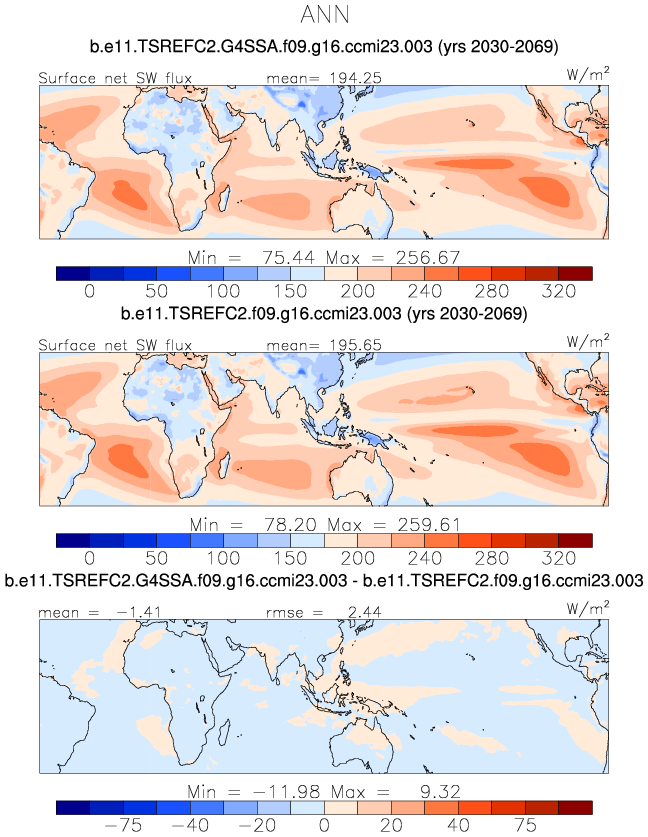 ANN
b.e11.TSREFC2.G4SSA.f09.g16.ccmi23.003 (yrs 2030-2069)
Surface net SW flux mean= 194.25 W/m²
Min = 75.44 Max = 256.67
0 50 100 150 200 240 280 320
b.e11.TSREFC2.f09.g16.ccmi23.003 (yrs 2030-2069)
Surface net SW flux mean= 195.65 W/m²
Min = 78.20 Max = 259.61
0 50 100 150 200 240 280 320
b.e11.TSREFC2.G4SSA.f09.g16.ccmi23.003 - b.e11.TSREFC2.f09.g16.ccmi23.003
mean = −1.41 rmse = 2.44 W/m²
Min = −11.98 Max = 9.32
−75 −40 −20 0 20 40 75